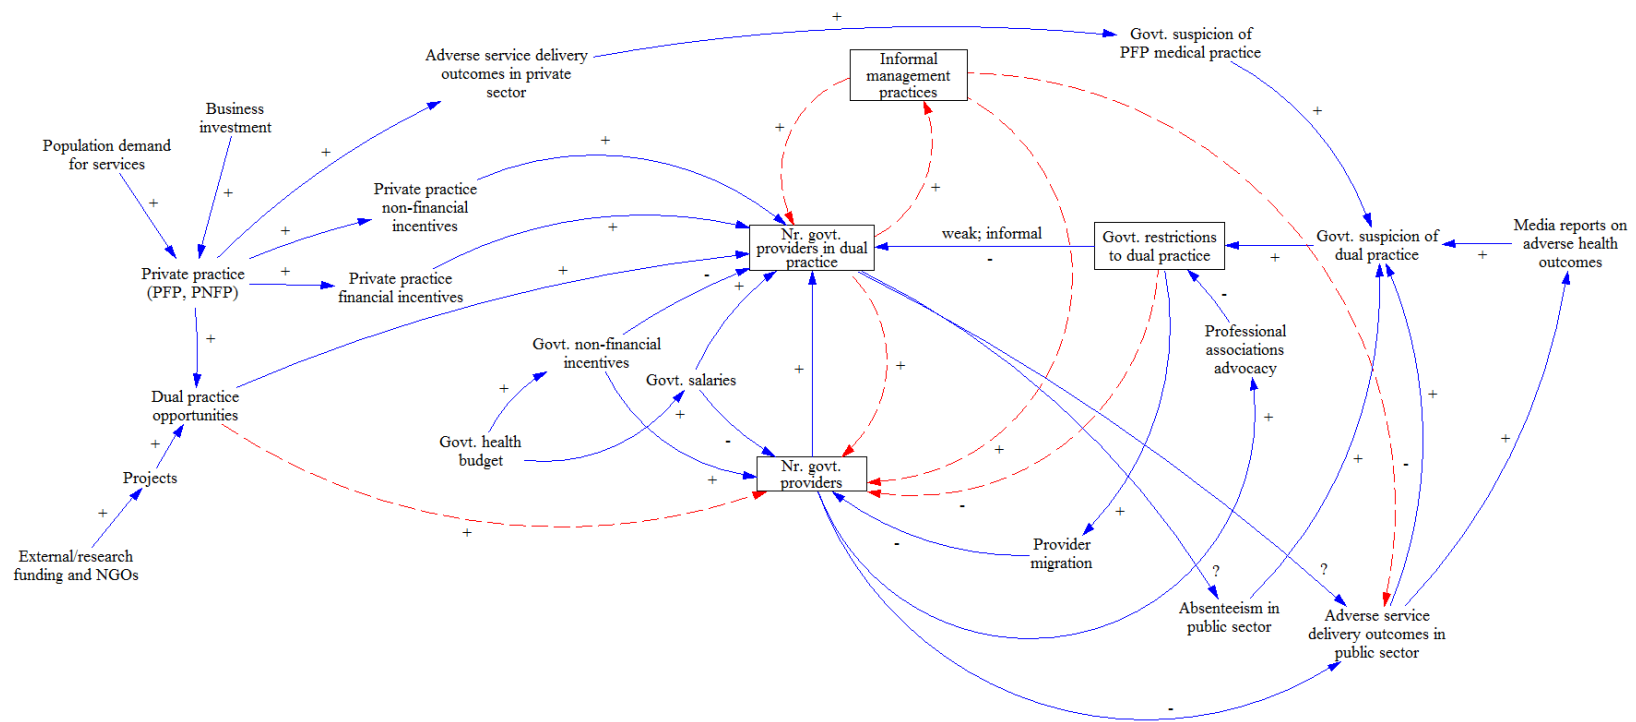 +
Govt. suspicion of
PFP medical practice
Adverse service delivery
outcomes in private
sector
Informal
management
practices
Business
investment
+
+
Population demand
for services
+
+
Private practice
non-financial
incentives
+
+
+
+
Nr. govt.
providers in dual
practice
weak; informal
-
Govt. restrictions
to dual practice
+
Govt. suspicion of
dual practice
+
Media reports on
adverse health
outcomes
+
+
Private practice
(PFP, PNFP)
+
Private practice
financial incentives
+
-
+
-
Professional
associations
advocacy
+
Govt. non-financial
incentives
+
+
Govt. salaries
+
Dual practice
opportunities
+
+
+
+
-
Govt. health
budget
+
+
-
+
Projects
+
Nr. govt.
providers
+
-
+
+
External/research
funding and NGOs
+
-
Provider
migration
?
?
Absenteeism in
public sector
Adverse service
delivery outcomes in
public sector
-